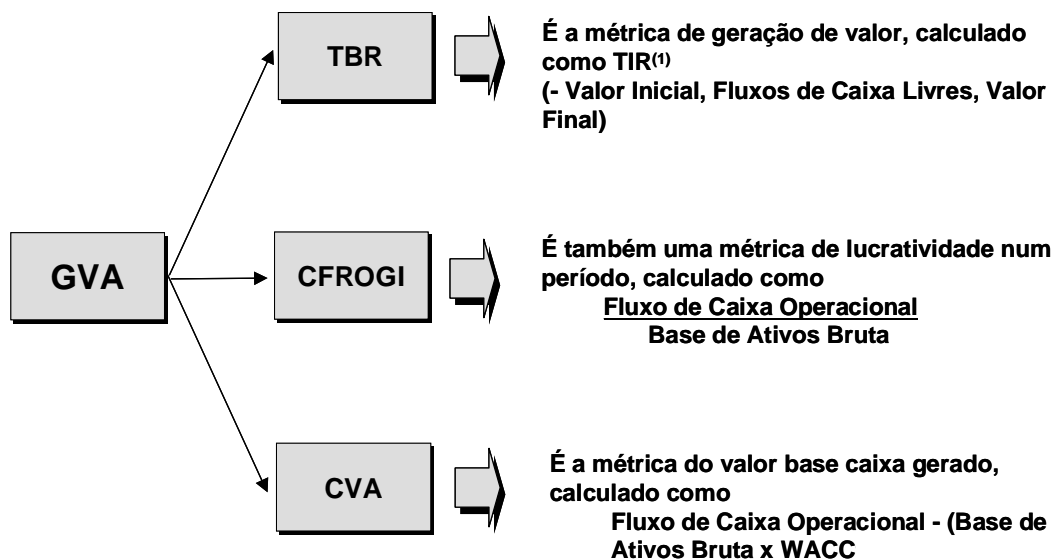 TBR
É a métrica de geração de valor, calculado
como TIR(1)
(- Valor Inicial, Fluxos de Caixa Livres, Valor
Final)
GVA
CFROGI
É também uma métrica de lucratividade num
período, calculado como
Fluxo de Caixa Operacional
Base de Ativos Bruta
CVA
É a métrica do valor base caixa gerado,
calculado como
Fluxo de Caixa Operacional - (Base de
Ativos Bruta x WACC